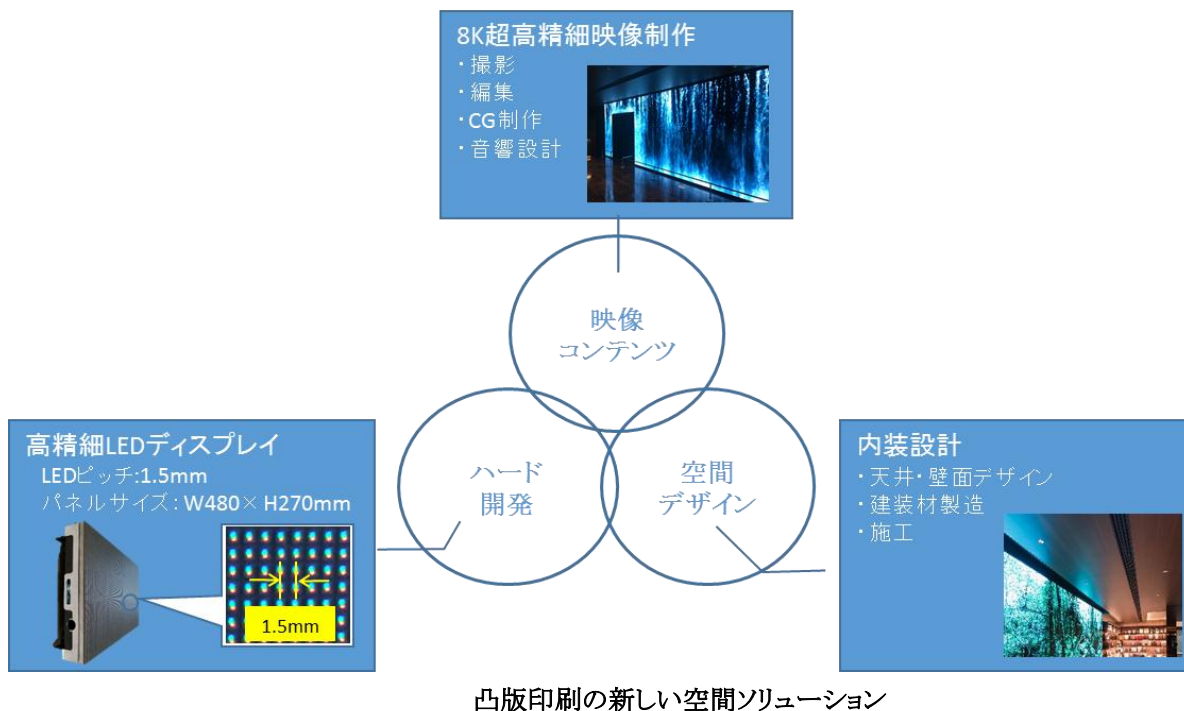 8K超高精細映像制作
・撮影
・編集
・CG制作
・音響設計
映像
コンテンツ
高精細LEDディスプレイ
LEDピッチ:1.5mm
パネルサイズ：W480×H270mm
1.5mm
ハード
開発
空間
デザイン
内装設計
・天井・壁面デザイン
・建装材製造
・施工
凸版印刷の新しい空間ソリューション